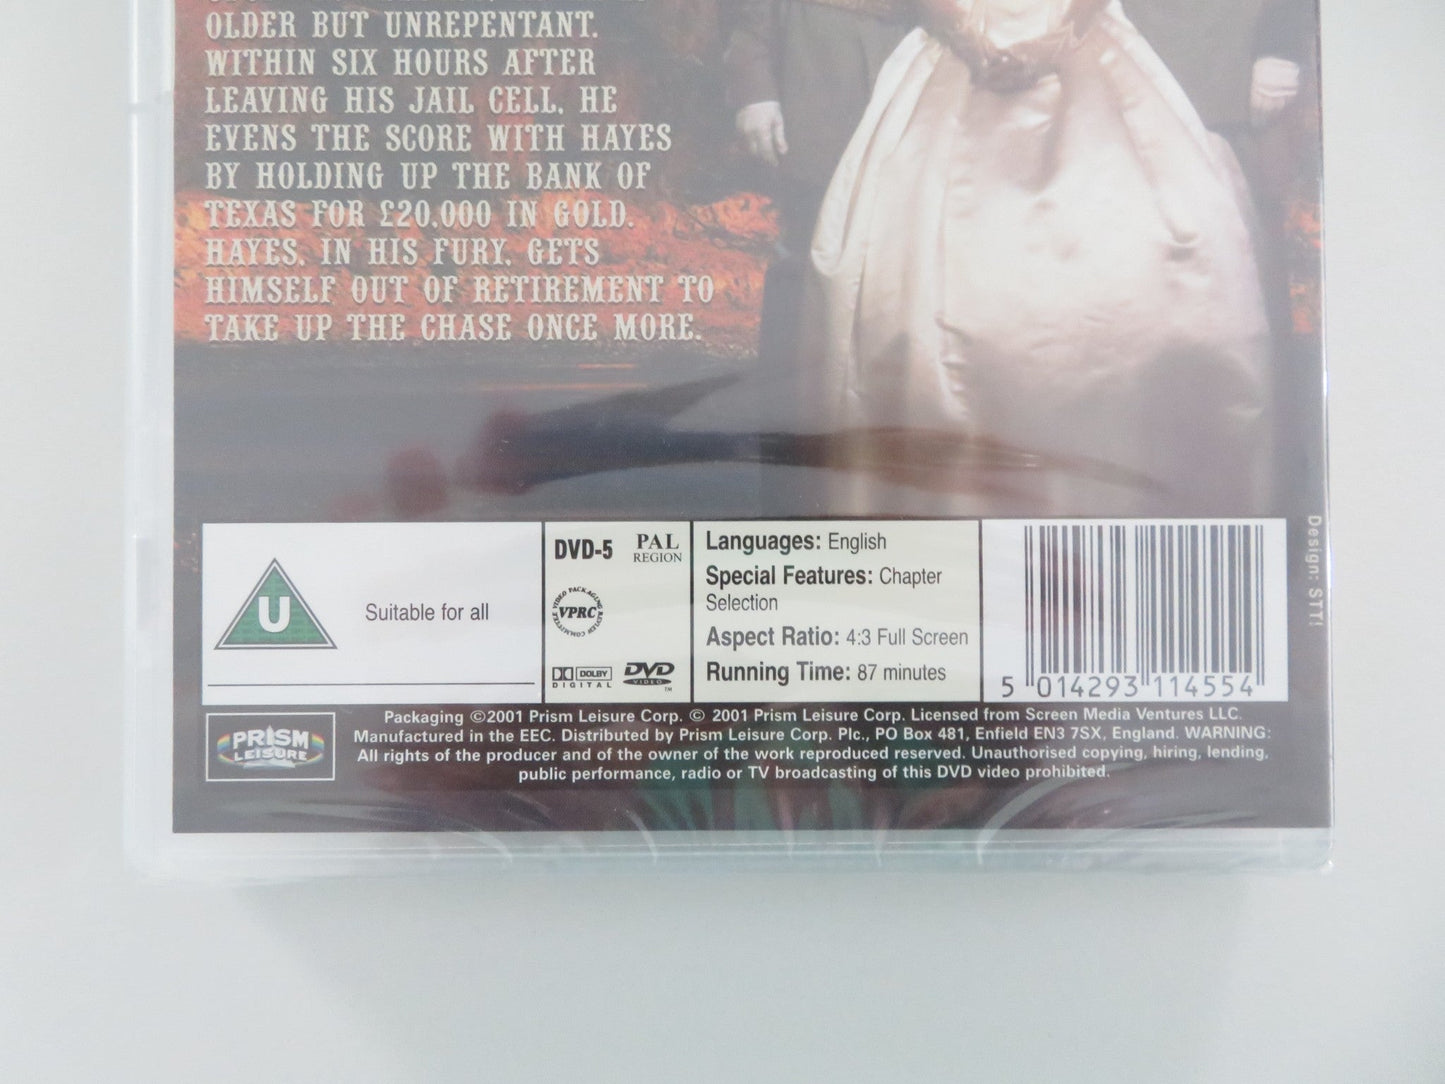 OLDER BUT UNREPENTANT.
WITHIN SIX HOURS AFTER
LEAVING HIS JAIL CELL, HE
EVENS THE SCORE WITH HAYES
BY HOLDING UP THE BANK OF
TEXAS FOR £20,000 IN GOLD.
HAYES, IN HIS FURY, GETS
HIMSELF OUT OF RETIREMENT TO
TAKE UP THE CHASE ONCE MORE.
U
Suitable for all
DVD-5
PAL
REGION
VIDEO PACKAGING REVIEW COMMITTEE
VPRC
DOLBY
DIGITAL
DVD
VIDEO
TM
Languages: English
Special Features: Chapter
Selection
Aspect Ratio: 4:3 Full Screen
Running Time: 87 minutes
5 014293 114554
Design: STT!
PRISM
LEISURE
Packaging ©2001 Prism Leisure Corp. © 2001 Prism Leisure Corp. Licensed from Screen Media Ventures LLC.
Manufactured in the EEC. Distributed by Prism Leisure Corp. Plc., PO Box 481, Enfield EN3 7SX, England. WARNING:
All rights of the producer and of the owner of the work reproduced reserved. Unauthorised copying, hiring, lending,
public performance, radio or TV broadcasting of this DVD video prohibited.